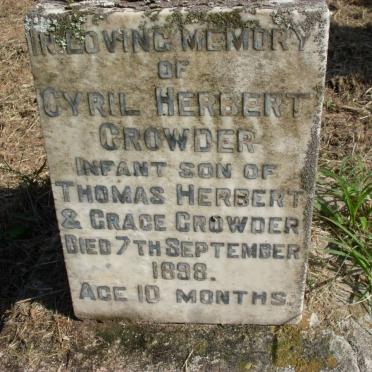 In Loving Memory
of
Cyril Herbert
Crowder
Infant son of
Thomas Herbert
& Grace Crowder
Died 7th September
1898.
Age 10 months.